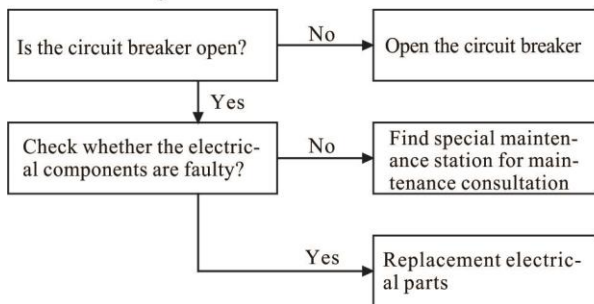 Is the circuit breaker open?
No
Open the circuit breaker
Yes
Check whether the electric-
al components are faulty?
No
Find special mainten-
ance station for main-
tenance consultation
Yes
Replacement electric-
al parts